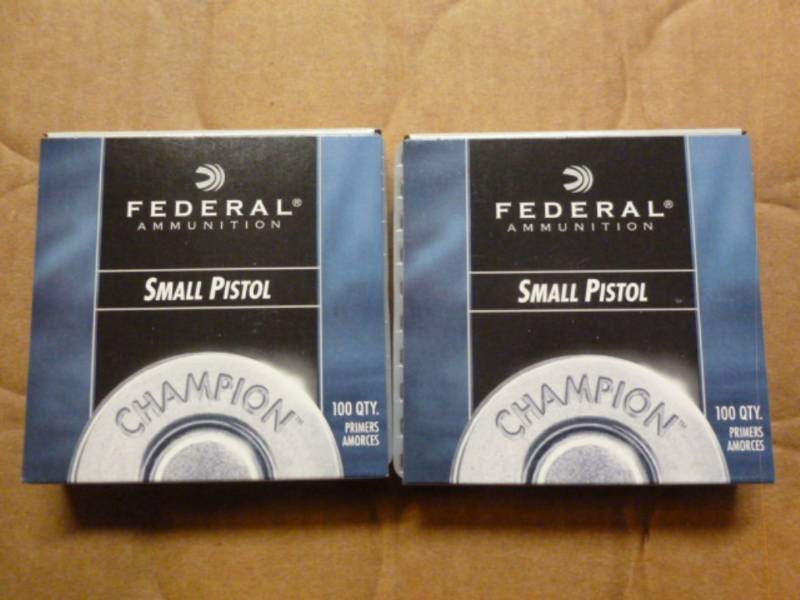 FEDERAL®
AMMUNITION
SMALL PISTOL
CHAMPION™
100 QTY.
PRIMERS
AMORCES
FEDERAL®
AMMUNITION
SMALL PISTOL
CHAMPION™
100 QTY.
PRIMERS
AMORCES